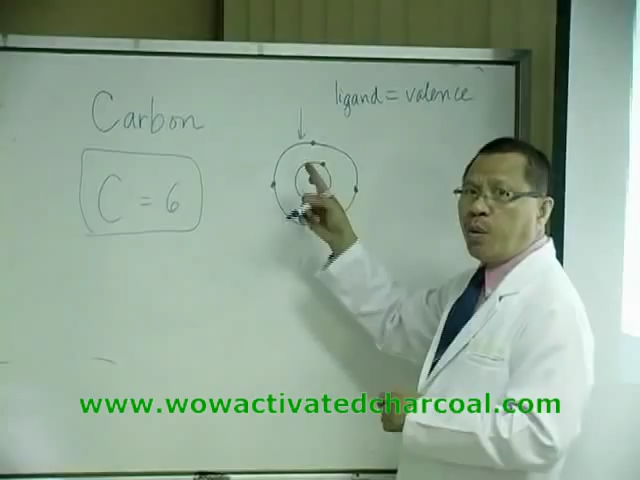 ligand = valence
Carbon
C = 6
www.wowactivatedcharcoal.com